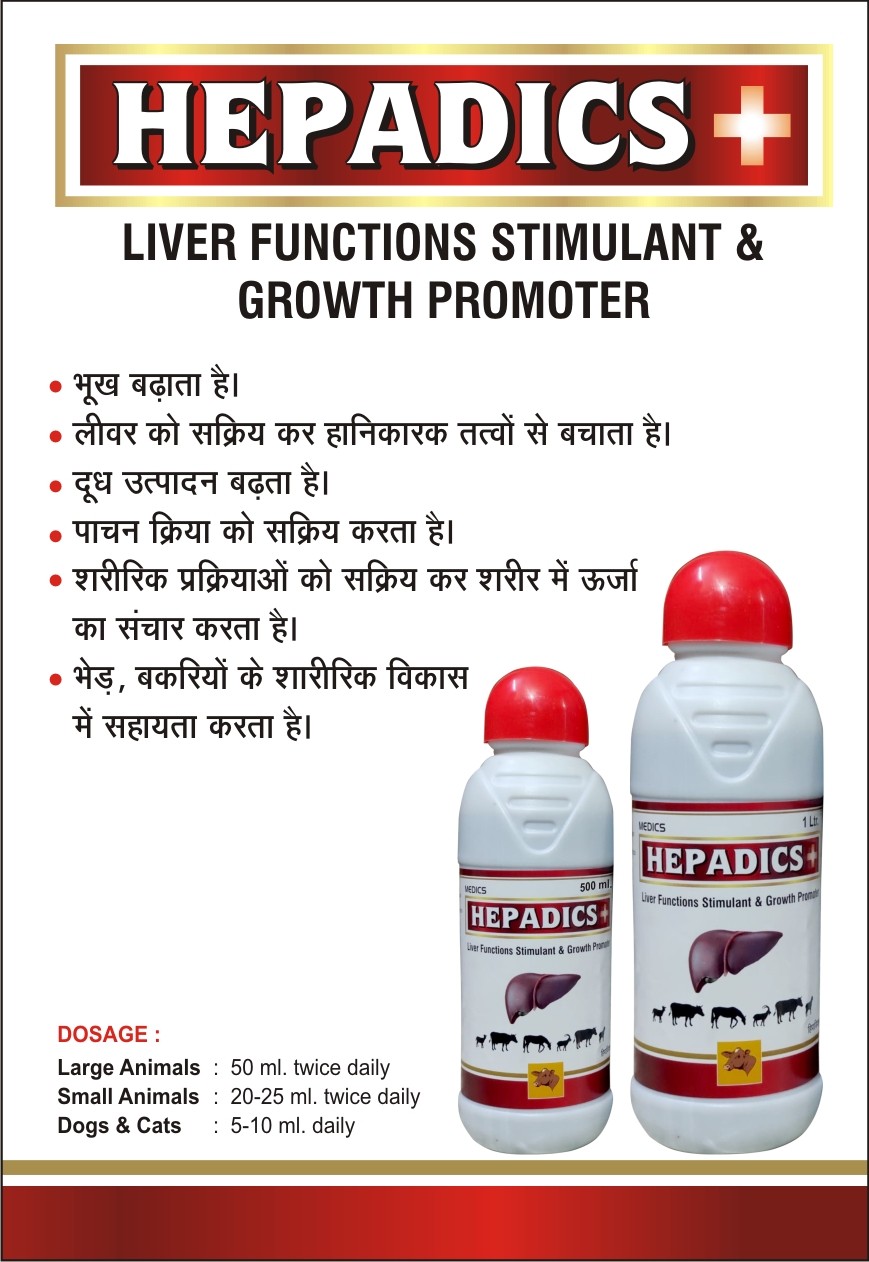 HEPADICS+
LIVER FUNCTIONS STIMULANT &
GROWTH PROMOTER
• भूख बढ़ाता है।
• लीवर को सक्रिय कर हानिकारक तत्वों से बचाता है।
• दूध उत्पादन बढ़ता है।
• पाचन क्रिया को सक्रिय करता है।
• शरीरिक प्रक्रियाओं को सक्रिय कर शरीर में ऊर्जा
का संचार करता है।
• भेड़, बकरियों के शारीरिक विकास
में सहायता करता है।
MEDICS 500 ml.
HEPADICS+
Liver Functions Stimulant & Growth Promoter
MEDICS 1 Ltr.
HEPADICS+
Liver Functions Stimulant & Growth Promoter
DOSAGE :
Large Animals : 50 ml. twice daily
Small Animals : 20-25 ml. twice daily
Dogs & Cats : 5-10 ml. daily